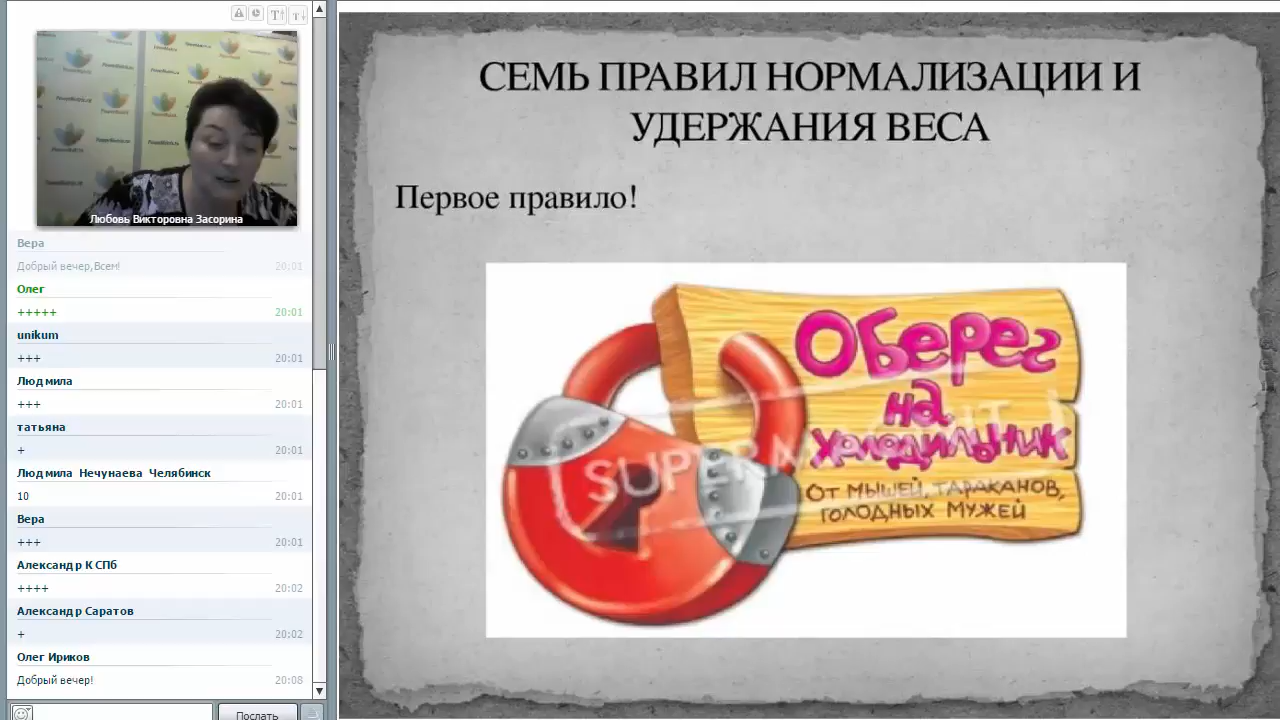 Любовь Викторовна Засорина
Вера
Добрый вечер,Всем!
20:01
Олег
+++++
20:01
unikum
+++
20:01
Людмила
+++
20:01
татьяна
+
20:01
Людмила Нечунаева Челябинск
10
20:01
Вера
+++
20:01
Александр К СПб
++++
20:02
Александр Саратов
+
20:02
Олег Ириков
Добрый вечер!
20:08
Послать
СЕМЬ ПРАВИЛ НОРМАЛИЗАЦИИ И
УДЕРЖАНИЯ ВЕСА
Первое правило!
Оберег
на
холодильник
От мышей, тараканов,
голодных мужей